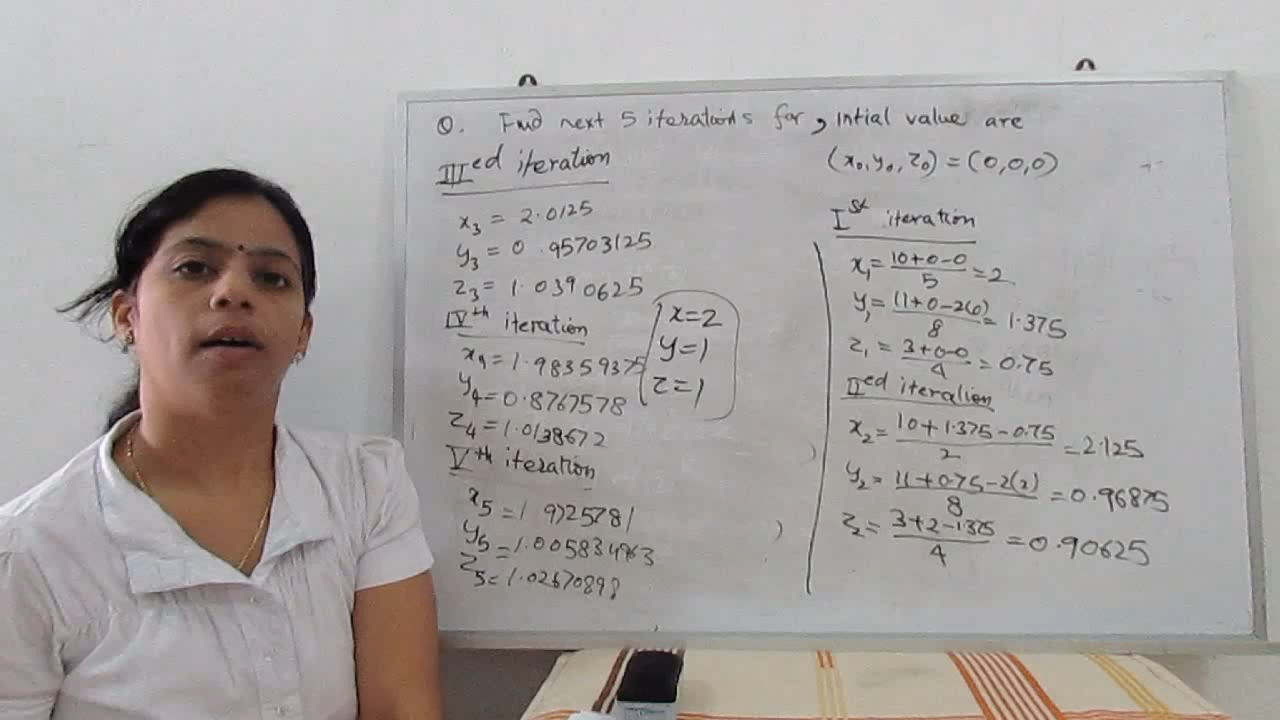 Q. Find next 5 iterations for, intial value are
(x₀, y₀, z₀) = (0,0,0)
Iˢᵗ iteration
x₁ = (10+0-0)/5 = 2
y₁ = (11+0-2(0))/8 = 1.375
z₁ = (3+0-0)/4 = 0.75
IIᵉᵈ iteration
x₂ = (10+1.375-0.75)/2 = 2.125
y₂ = (11+0.75-2(2))/8 = 0.96875
z₂ = (3+2-1.375)/4 = 0.90625
IIIᵉᵈ iteration
x₃ = 2.0125
y₃ = 0.95703125
z₃ = 1.0390625
IVᵗʰ iteration
x₄ = 1.98359375
y₄ = 0.8767578
z₄ = 1.0138672
Vᵗʰ iteration
x₅ = 1.9725781
y₅ = 1.005834963
z₅ = 1.02670898
x=2
y=1
z=1